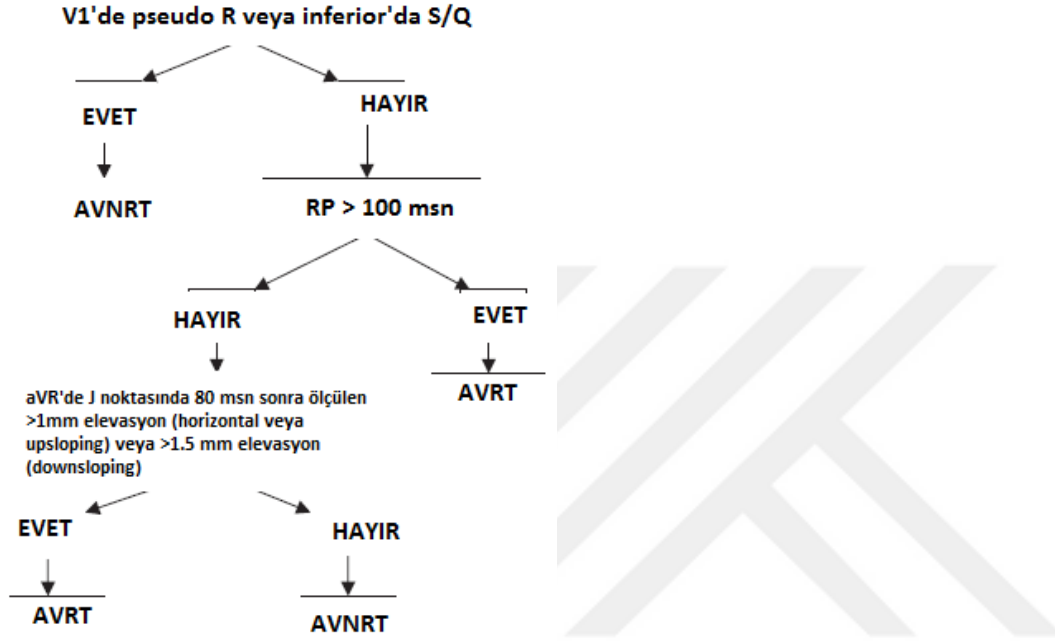 V1'de pseudo R veya inferior'da S/Q
EVET
HAYIR
AVNRT
RP > 100 msn
HAYIR
EVET
AVRT
aVR'de J noktasında 80 msn sonra ölçülen
>1mm elevasyon (horizontal veya
upsloping) veya >1.5 mm elevasyon
(downsloping)
EVET
HAYIR
AVRT
AVNRT